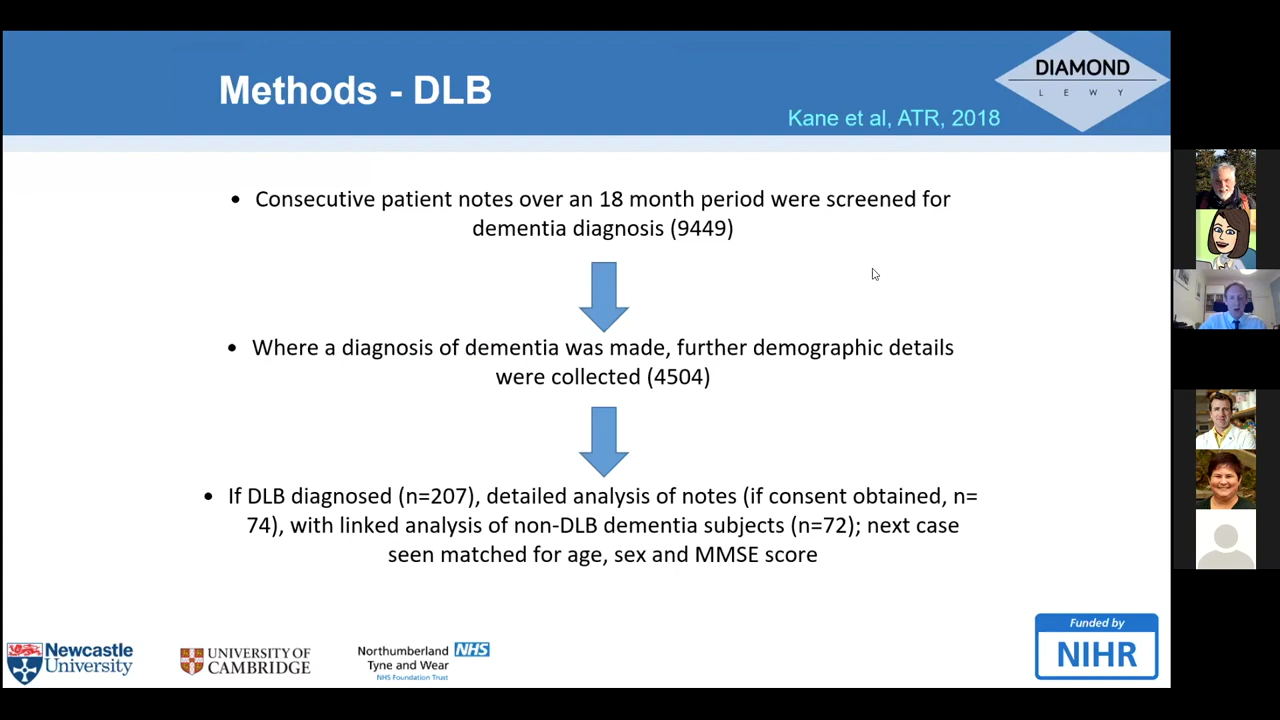 Methods - DLB
DIAMOND
LEWY
Kane et al, ATR, 2018
• Consecutive patient notes over an 18 month period were screened for
dementia diagnosis (9449)
• Where a diagnosis of dementia was made, further demographic details
were collected (4504)
• If DLB diagnosed (n=207), detailed analysis of notes (if consent obtained, n=
74), with linked analysis of non-DLB dementia subjects (n=72); next case
seen matched for age, sex and MMSE score
Newcastle
University
UNIVERSITY OF
CAMBRIDGE
Northumberland NHS
Tyne and Wear
NHS Foundation Trust
Funded by
NIHR